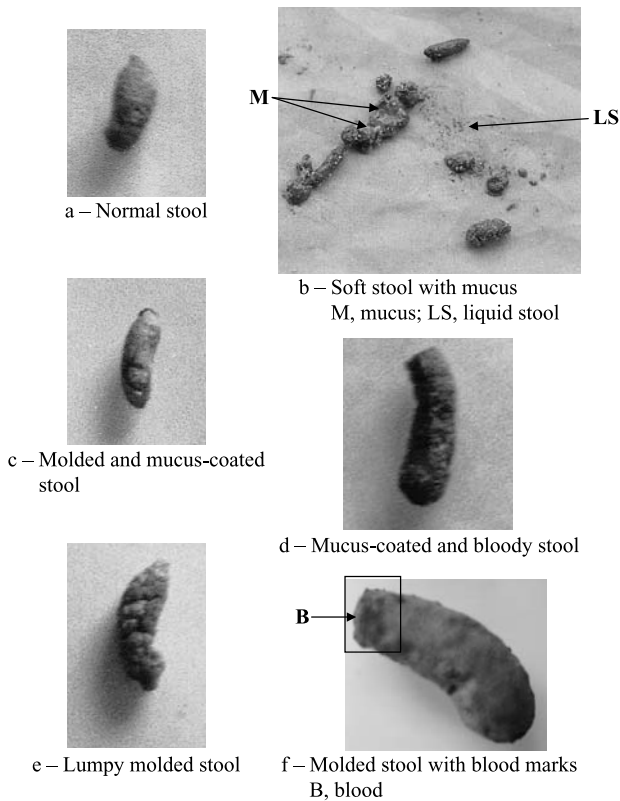 M
LS
a – Normal stool
b – Soft stool with mucus
M, mucus; LS, liquid stool
c – Molded and mucus-coated
stool
d – Mucus-coated and bloody stool
B
e – Lumpy molded stool
f – Molded stool with blood marks
B, blood